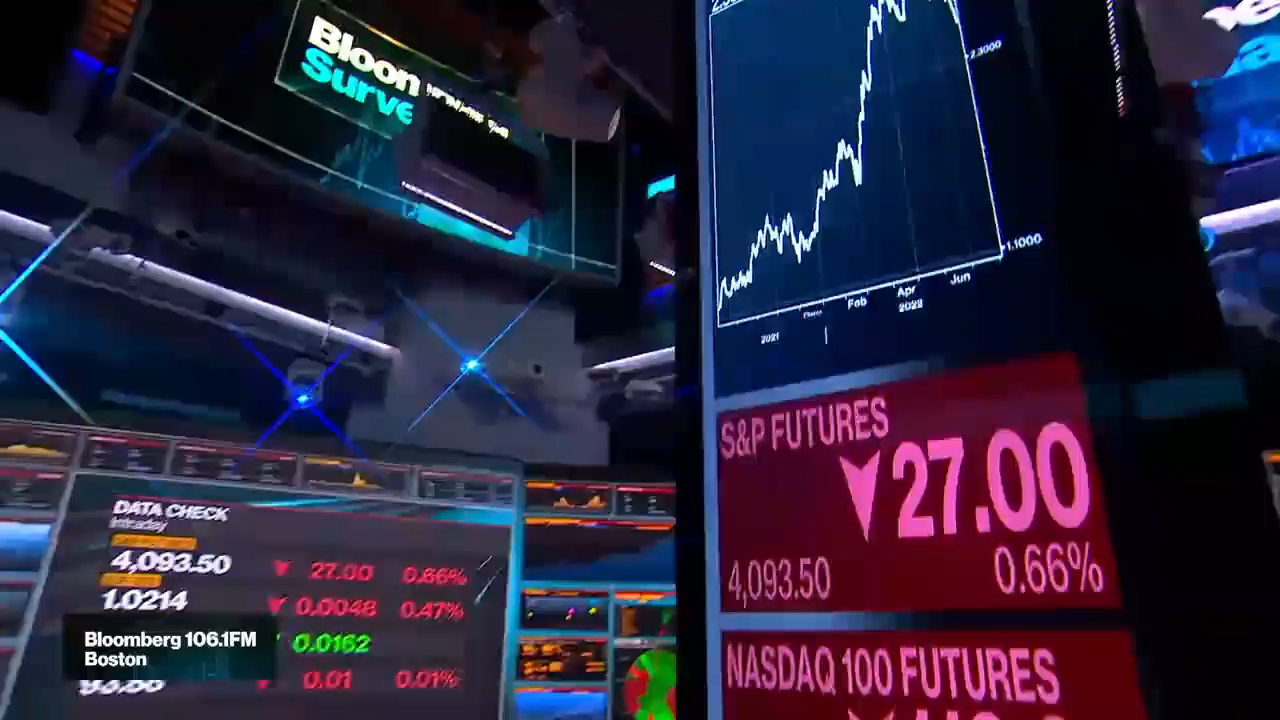 Bloom
Surve
2.3000
1.1000
Feb
Apr
Jun
2021
2022
S&P FUTURES
27.00
4,093.50
0.66%
NASDAQ 100 FUTURES
DATA CHECK
Intraday
4,093.50 27.00 0.66%
1.0214 0.0048 0.47%
0.0162
93.50 0.01 0.01%
Bloomberg 106.1FM
Boston